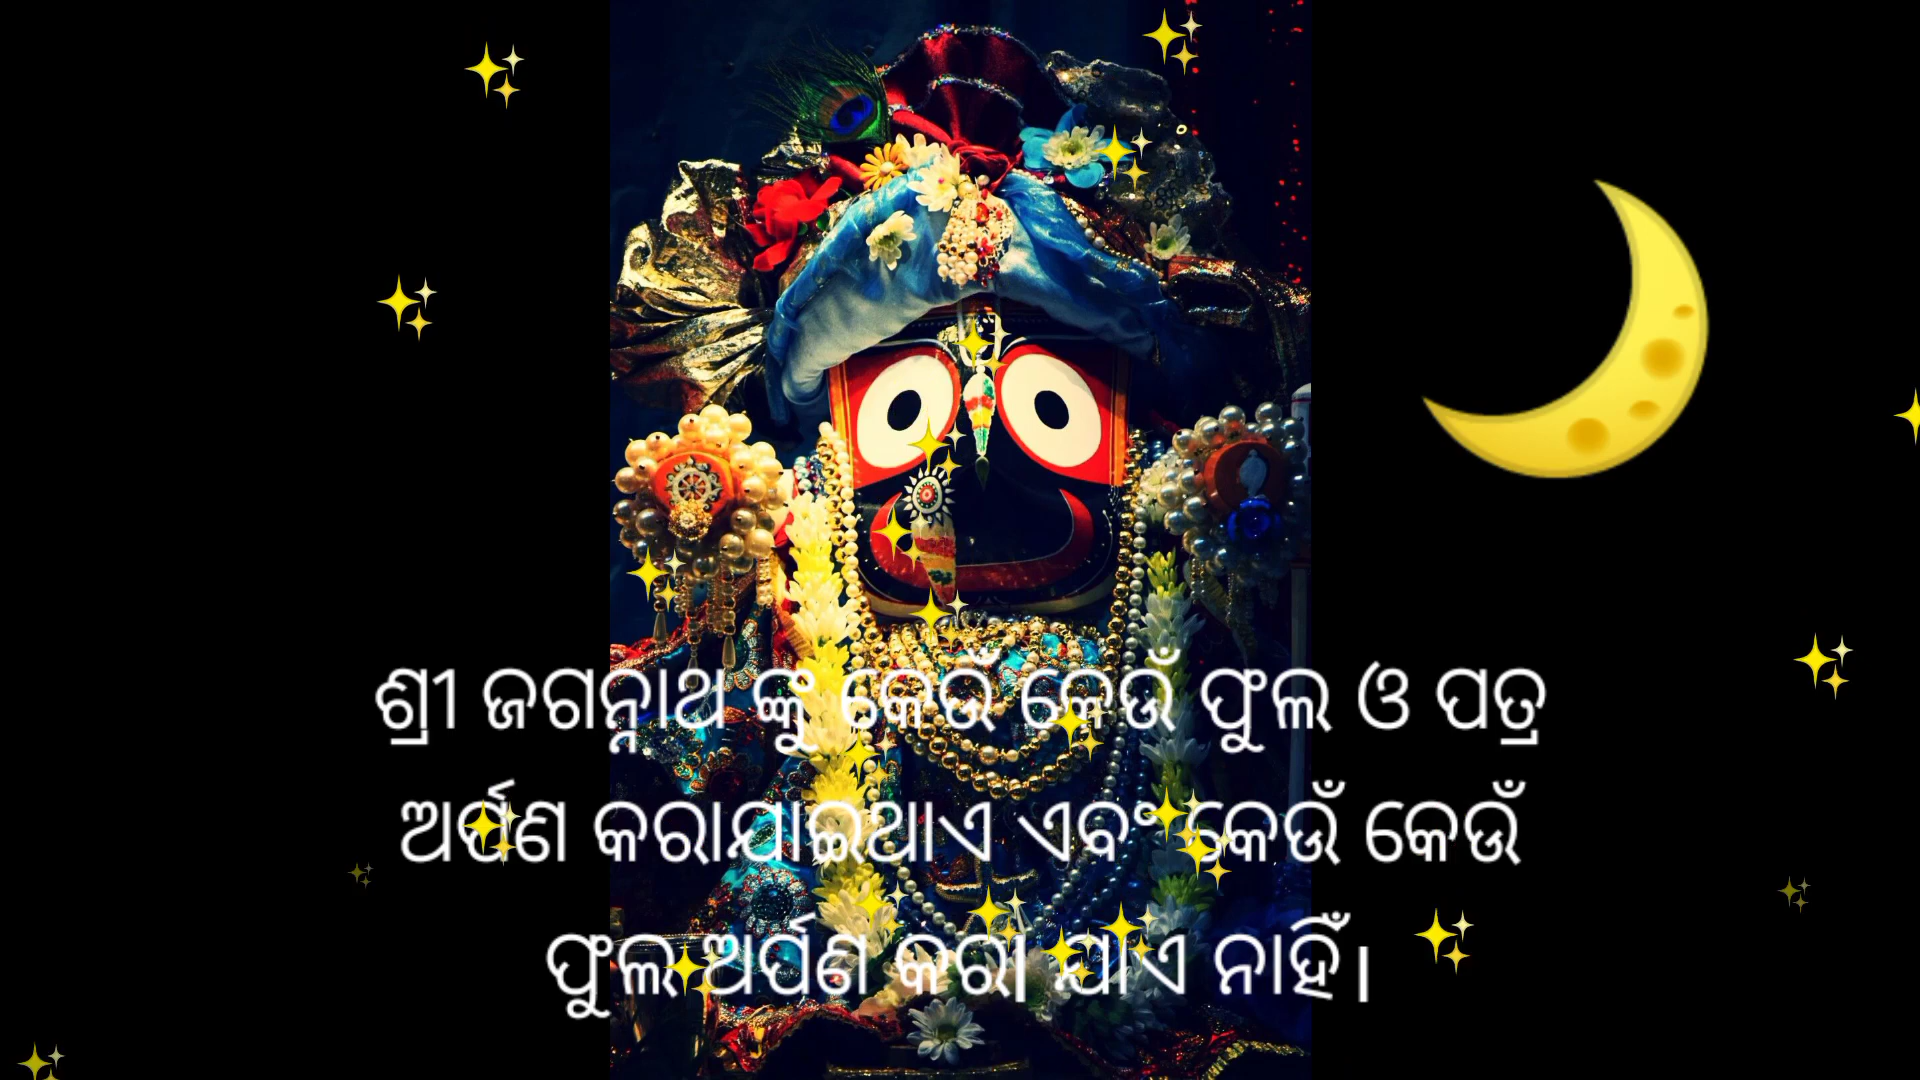 ଶ୍ରୀ ଜଗନ୍ନାଥ ଙ୍କୁ କେଉଁ କେଉଁ ଫୁଲ ଓ ପତ୍ର
ଅର୍ପଣ କରାଯାଇଥାଏ ଏବଂ କେଉଁ କେଉଁ
ଫୁଲ ଅର୍ପଣ କରା ଯାଏ ନାହିଁ।